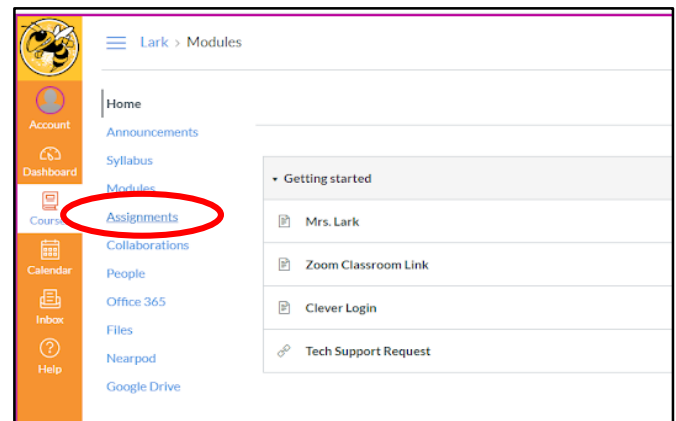 Lark > Modules
Account
Dashboard
Courses
Calendar
Inbox
Help
Home
Announcements
Syllabus
Modules
Assignments
Collaborations
People
Office 365
Files
Nearpod
Google Drive
Getting started
Mrs. Lark
Zoom Classroom Link
Clever Login
Tech Support Request